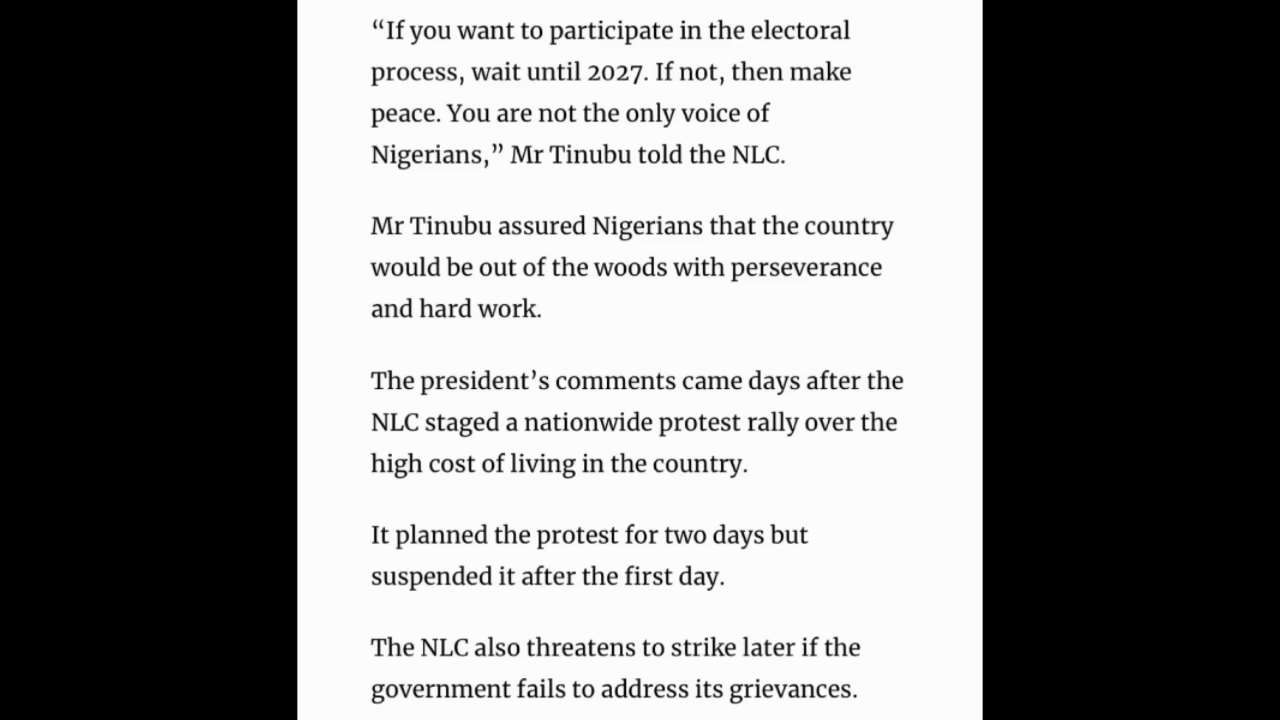 “If you want to participate in the electoral
process, wait until 2027. If not, then make
peace. You are not the only voice of
Nigerians,” Mr Tinubu told the NLC.
Mr Tinubu assured Nigerians that the country
would be out of the woods with perseverance
and hard work.
The president’s comments came days after the
NLC staged a nationwide protest rally over the
high cost of living in the country.
It planned the protest for two days but
suspended it after the first day.
The NLC also threatens to strike later if the
government fails to address its grievances.